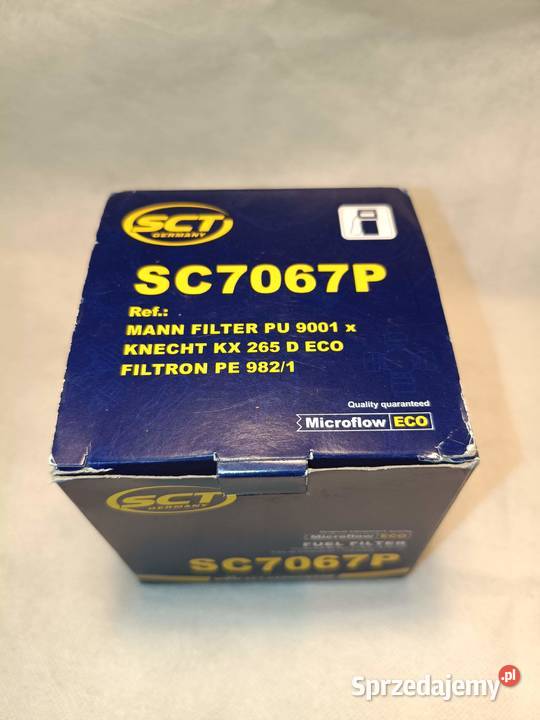 SCT
GERMANY
SC7067P
Ref.:
MANN FILTER PU 9001 x
KNECHT KX 265 D ECO
FILTRON PE 982/1
Quality quaranteed
Microflow ECO
SCT
GERMANY
Microflow ECO
FUEL FILTER
SC7067P
Sprzedajemy.pl